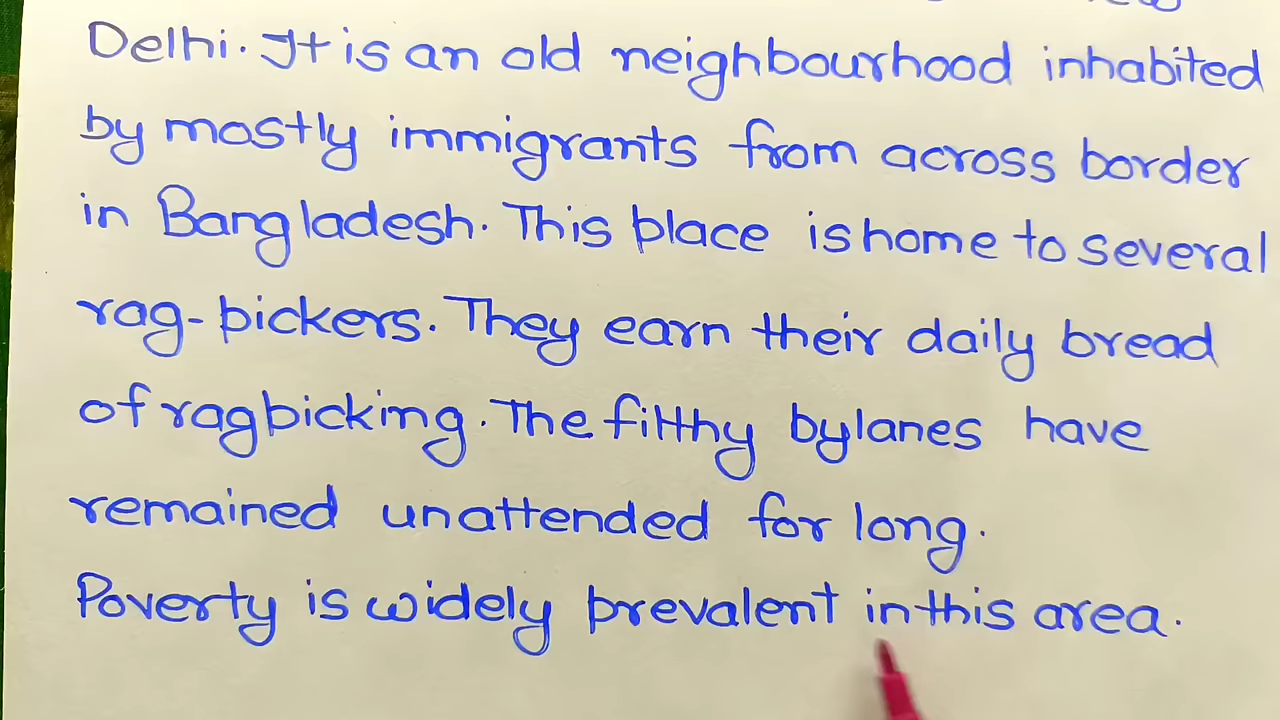 Delhi. It is an old neighbourhood inhabited
by mostly immigrants from across border
in Bangladesh. This place is home to several
rag-pickers. They earn their daily bread
of ragpicking. The filthy bylanes have
remained unattended for long.
Poverty is widely prevalent in this area.